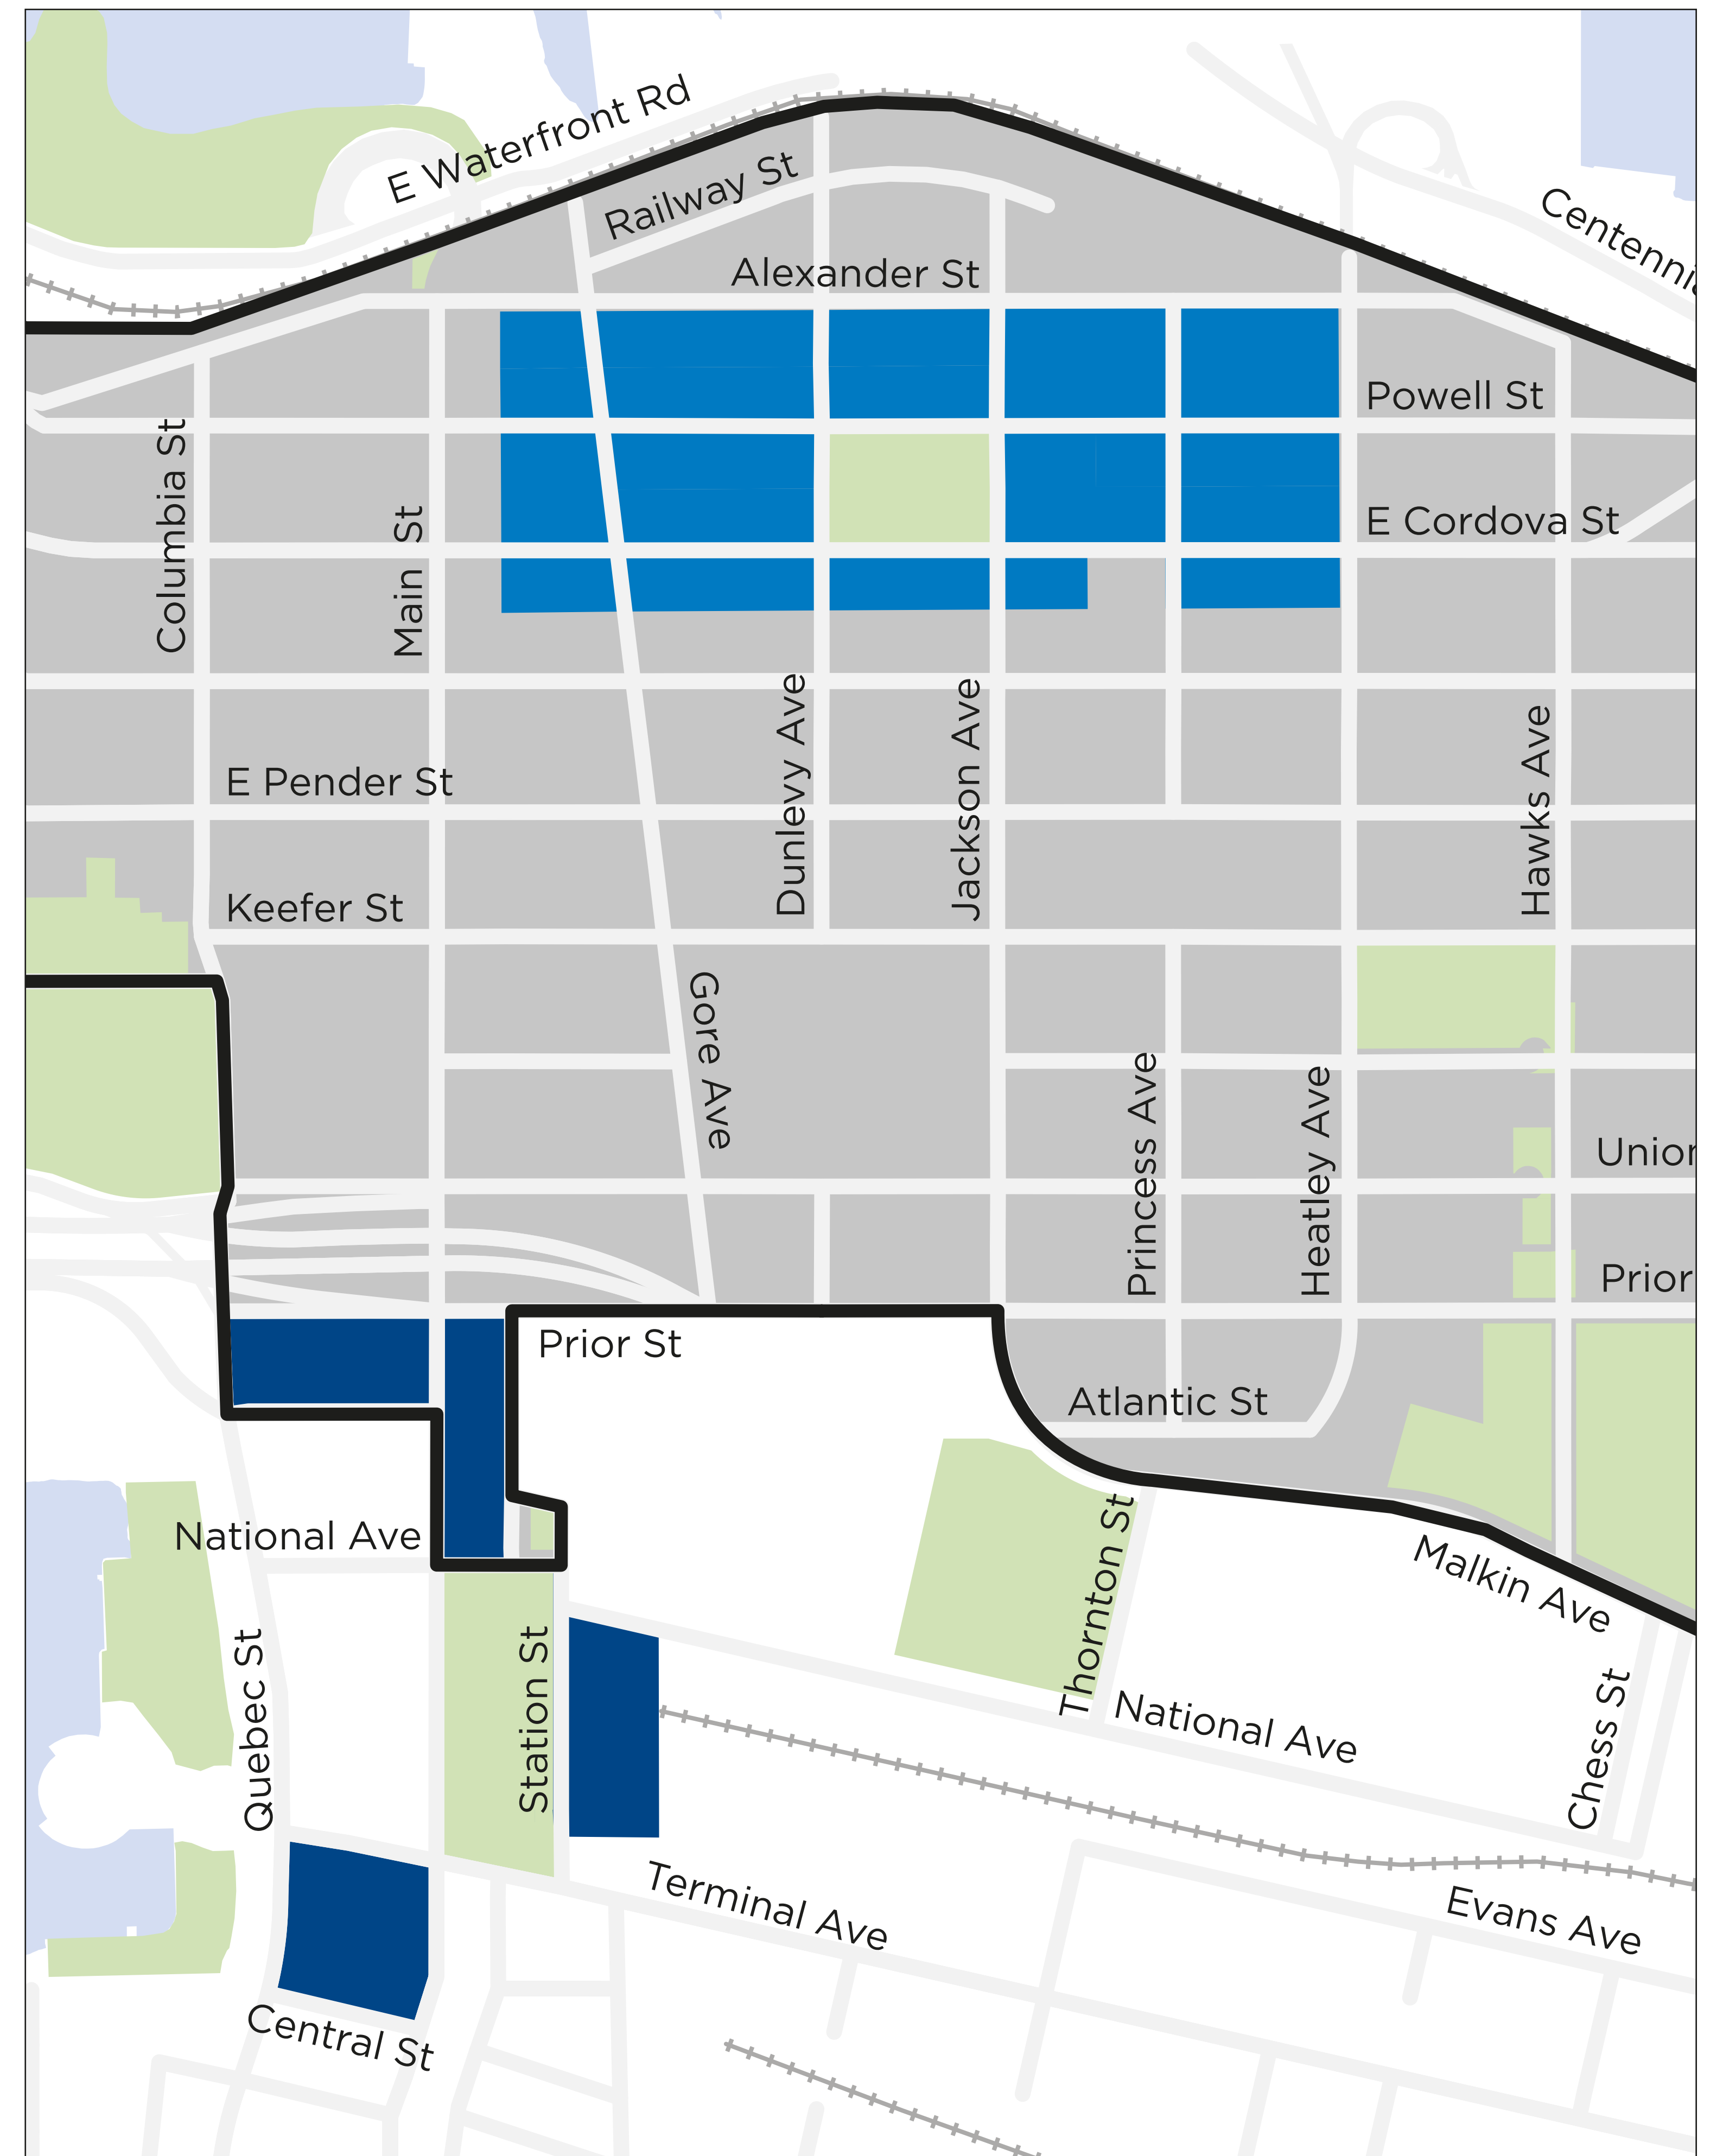 E Waterfront Rd
Railway St
Centennia
Alexander St
Powell St
Columbia St
Main St
E Cordova St
E Pender St
Dunlevy Ave
Jackson Ave
Hawks Ave
Keefer St
Gore Ave
Princess Ave
Heatley Ave
Union
Prior
Prior St
Atlantic St
National Ave
Thornton St
Malkin Ave
Quebec St
Station St
National Ave
Chess St
Terminal Ave
Evans Ave
Central St